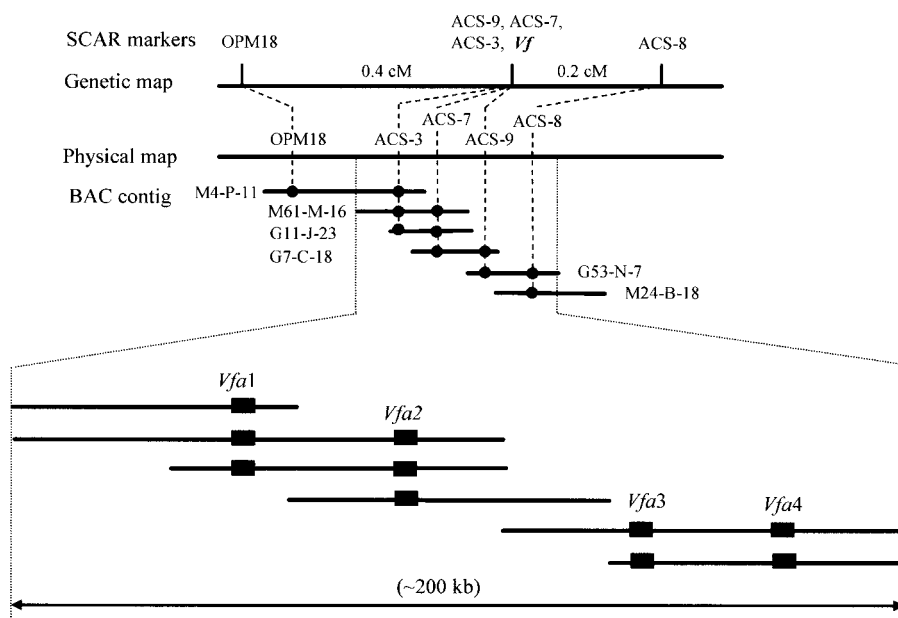 ACS-9, ACS-7,
SCAR markers OPM18 ACS-3, Vf ACS-8
0.4 cM 0.2 cM
Genetic map
ACS-7 ACS-8
OPM18 ACS-3 ACS-9
Physical map
BAC contig M4-P-11
M61-M-16
G11-J-23
G7-C-18 G53-N-7
M24-B-18
Vfa1
Vfa2
Vfa3 Vfa4
(~200 kb)